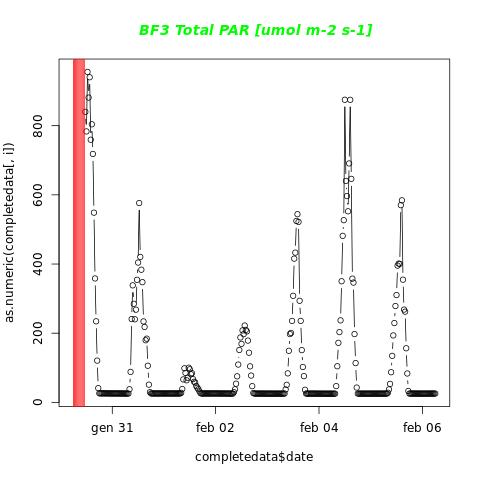 BF3 Total PAR [umol m-2 s-1]
as.numeric(completedata[, i])
800
600
400
200
0
gen 31
feb 02
feb 04
feb 06
completedata$date